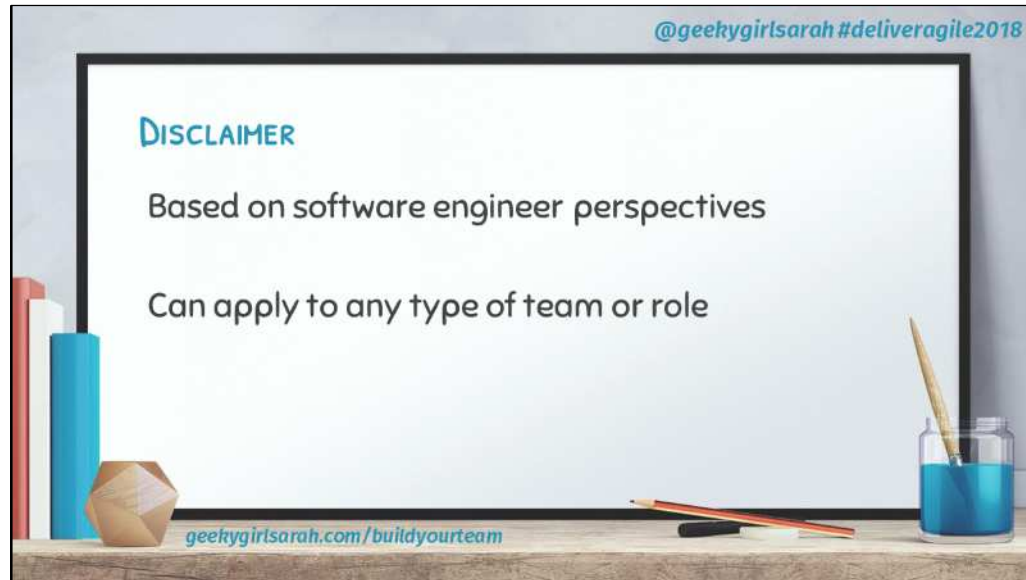 @geekygirlsarah #deliveragile2018
DISCLAIMER
Based on software engineer perspectives
Can apply to any type of team or role
geekygirlsarah.com/buildyourteam